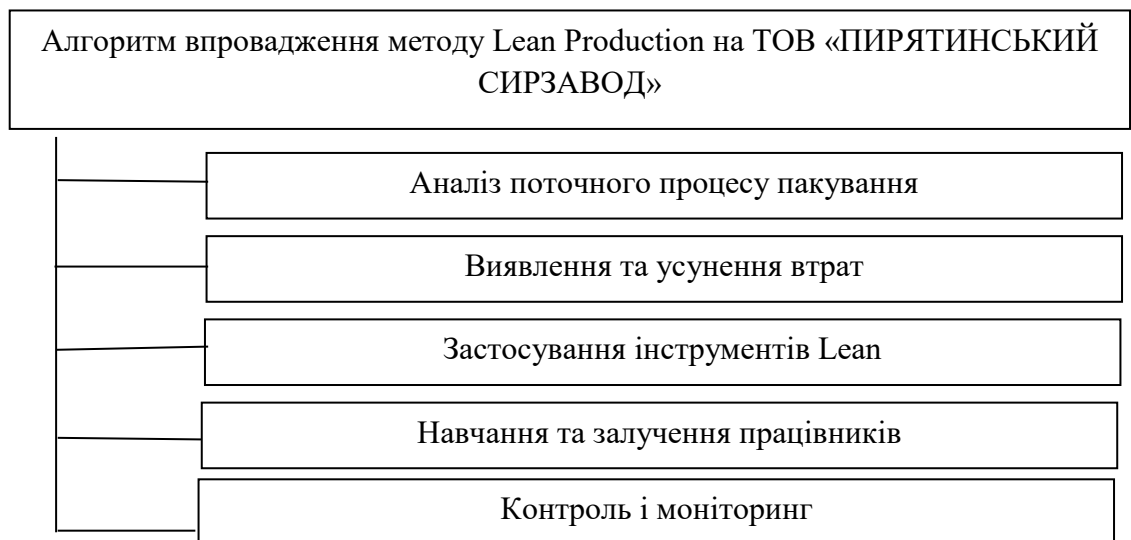 Алгоритм впровадження методу Lean Production на ТОВ «ПИРЯТИНСЬКИЙ
СИРЗАВОД»
Аналіз поточного процесу пакування
Виявлення та усунення втрат
Застосування інструментів Lean
Навчання та залучення працівників
Контроль і моніторинг